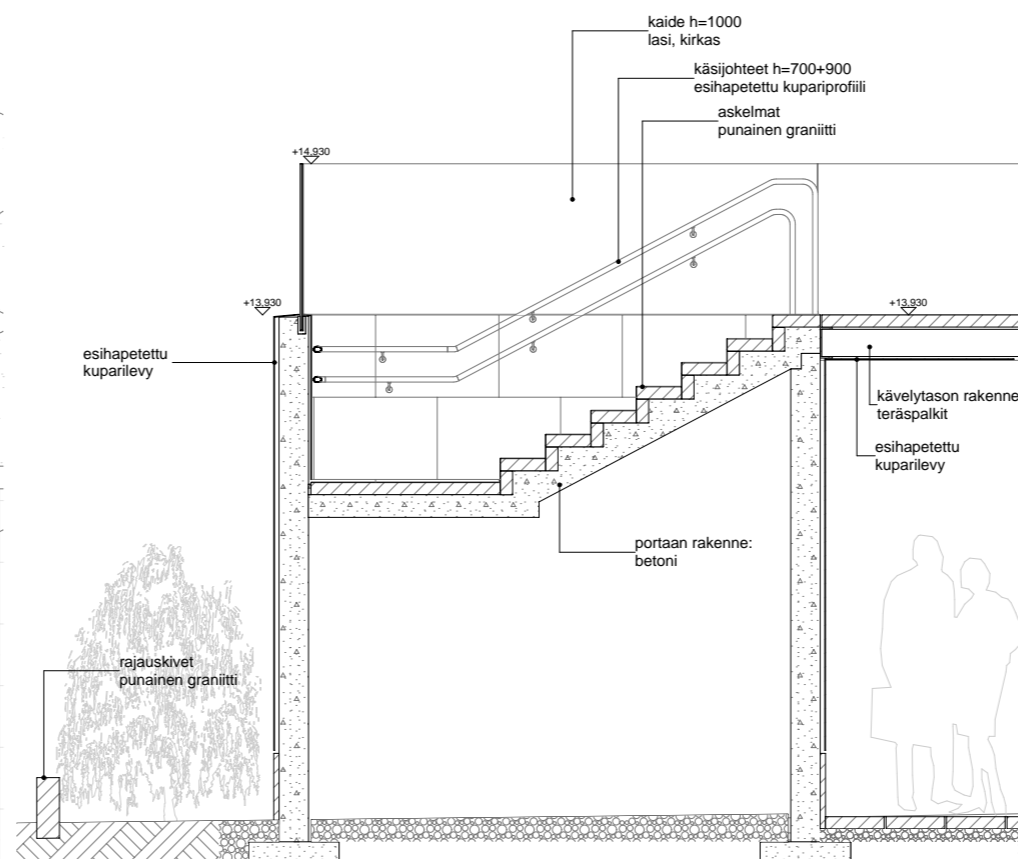 kaide h=1000
lasi, kirkas
käsijohteet h=700+900
esihapetettu kupariprofiili
askelmat
punainen graniitti
+14.930
+13.930
+13.930
esihapetettu
kuparilevy
kävelytason rakenne
teräspalkit
esihapetettu
kuparilevy
portaan rakenne:
betoni
rajauskivet
punainen graniitti